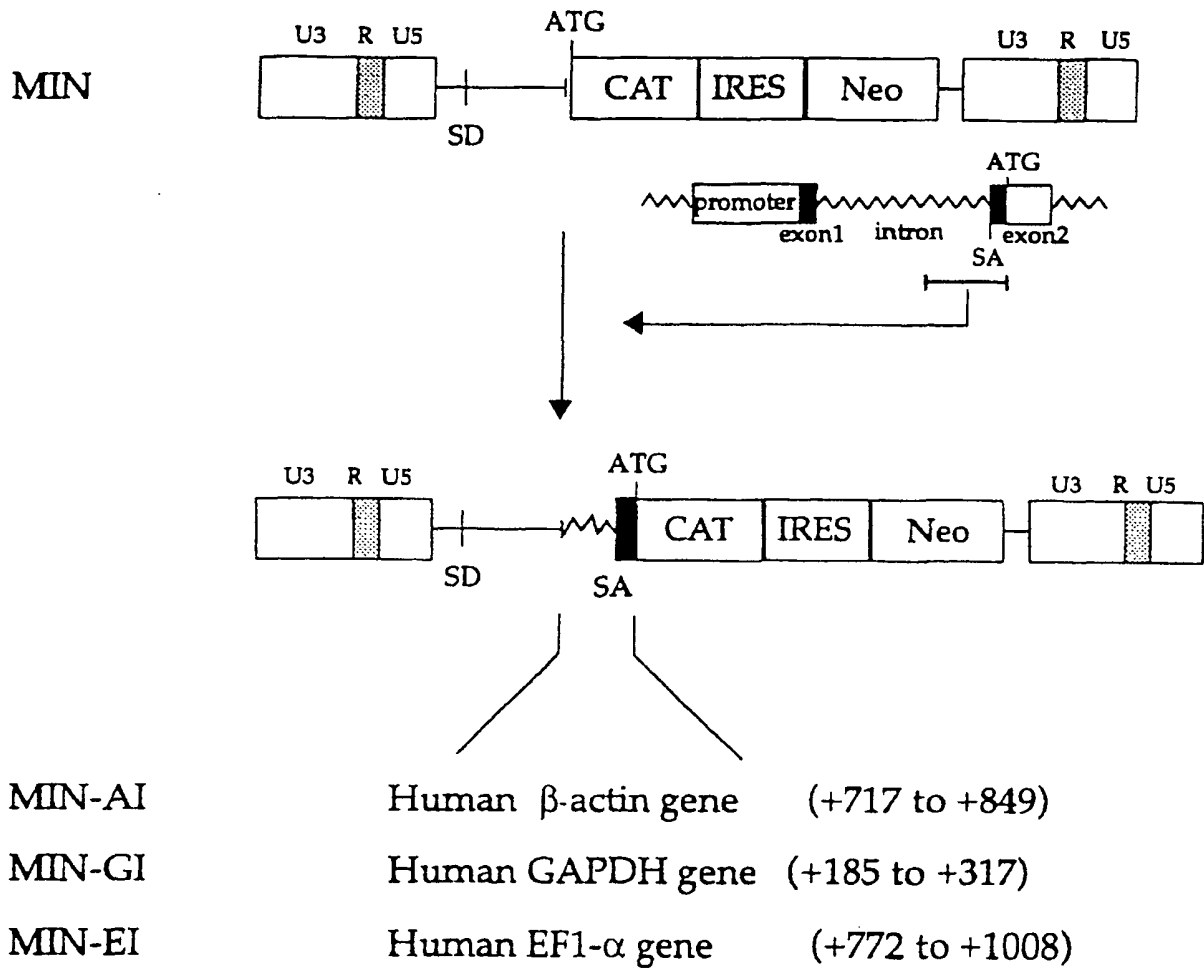 ATG
U3 R U5 U3 R U5
MIN CAT IRES Neo
SD
ATG
promoter
exon1 intron exon2
SA
ATG
U3 R U5 U3 R U5
CAT IRES Neo
SD SA
MIN-AI Human β-actin gene (+717 to +849)
MIN-GI Human GAPDH gene (+185 to +317)
MIN-EI Human EF1-α gene (+772 to +1008)